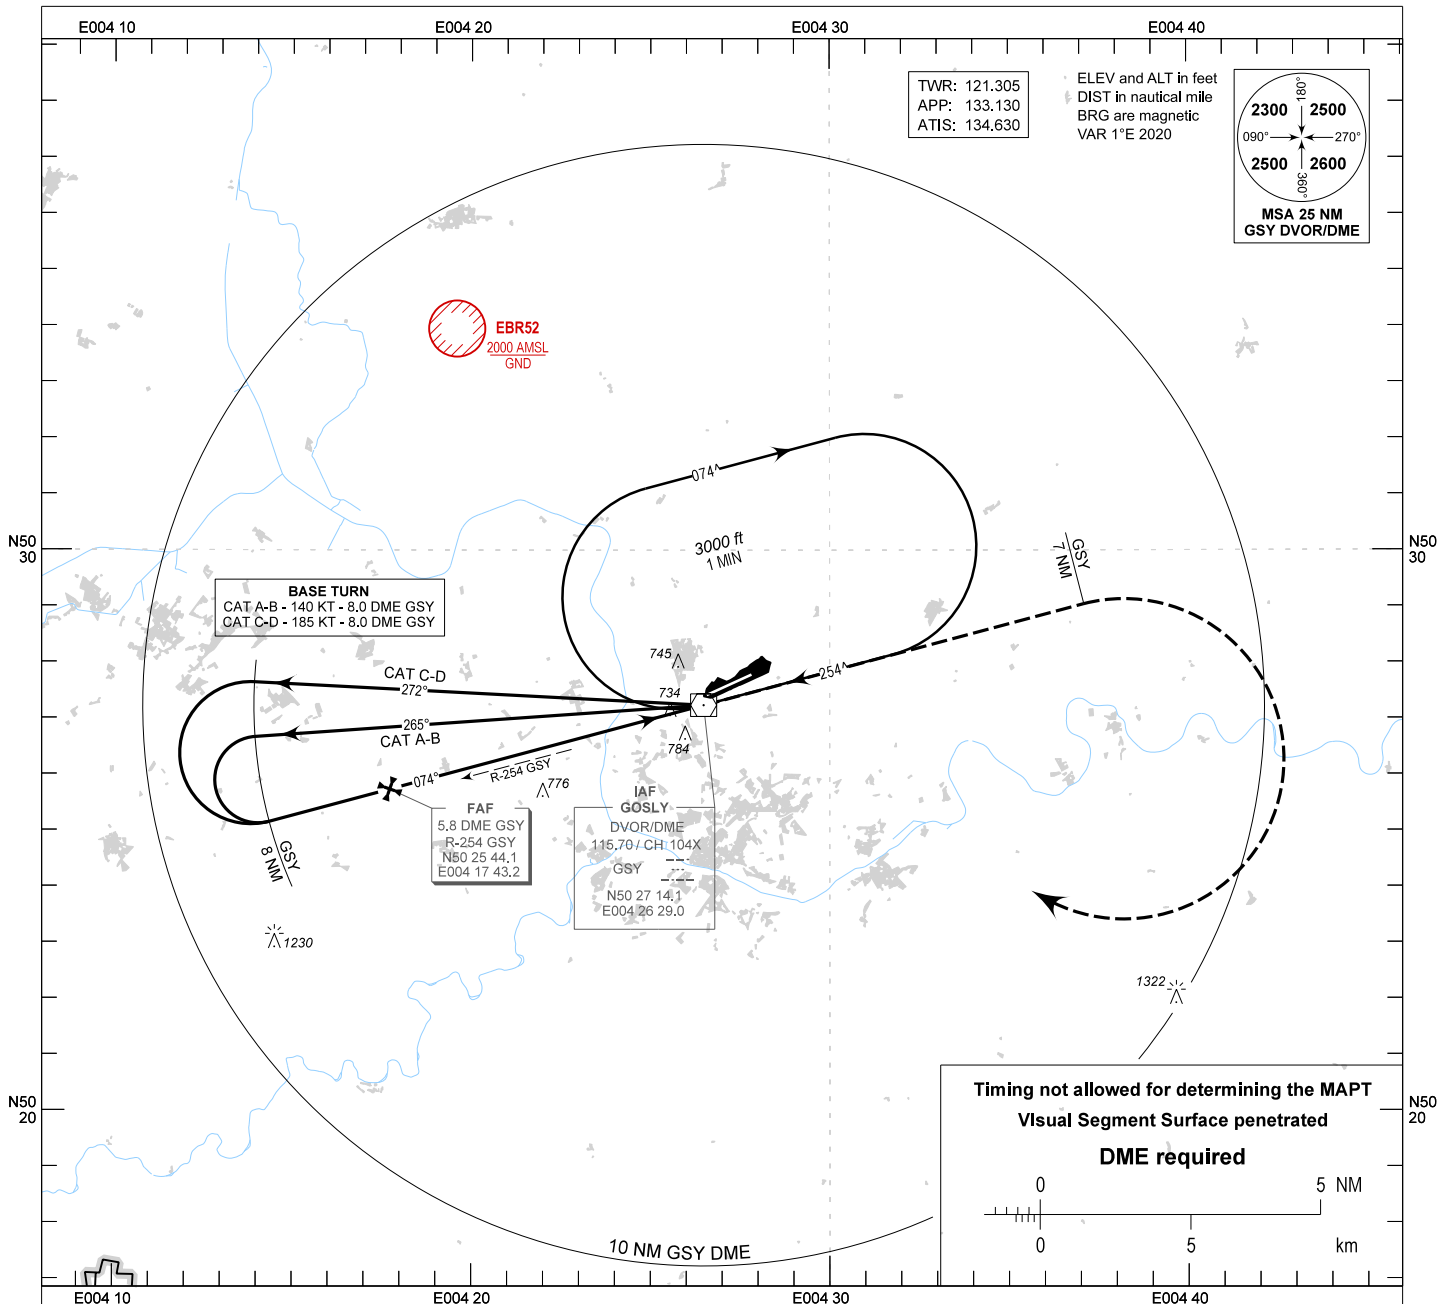 E004 10
E004 20
E004 30
E004 40
TWR: 121.305
APP: 133.130
ATIS: 134.630
ELEV and ALT in feet
DIST in nautical mile
BRG are magnetic
VAR 1°E 2020
180°
2300
2500
090°
270°
2500
2600
360°
MSA 25 NM
GSY DVOR/DME
EBR52
2000 AMSL
GND
074^
3000 ft
1 MIN
GSY
7 NM
N50
30
N50
30
BASE TURN
CAT A-B - 140 KT - 8.0 DME GSY
CAT C-D - 185 KT - 8.0 DME GSY
745
254^
CAT C-D
272°
734
265°
CAT A-B
784
R-254 GSY
074°
776
FAF
5.8 DME GSY
R-254 GSY
N50 25 44.1
E004 17 43.2
IAF
GOSLY
DVOR/DME
115.70 / CH 104X
GSY
N50 27 14.1
E004 26 29.0
GSY
8 NM
1230
1322
N50
20
N50
20
Timing not allowed for determining the MAPT
VIsual Segment Surface penetrated
DME required
0
5 NM
0
5
km
10 NM GSY DME
E004 10
E004 20
E004 30
E004 40